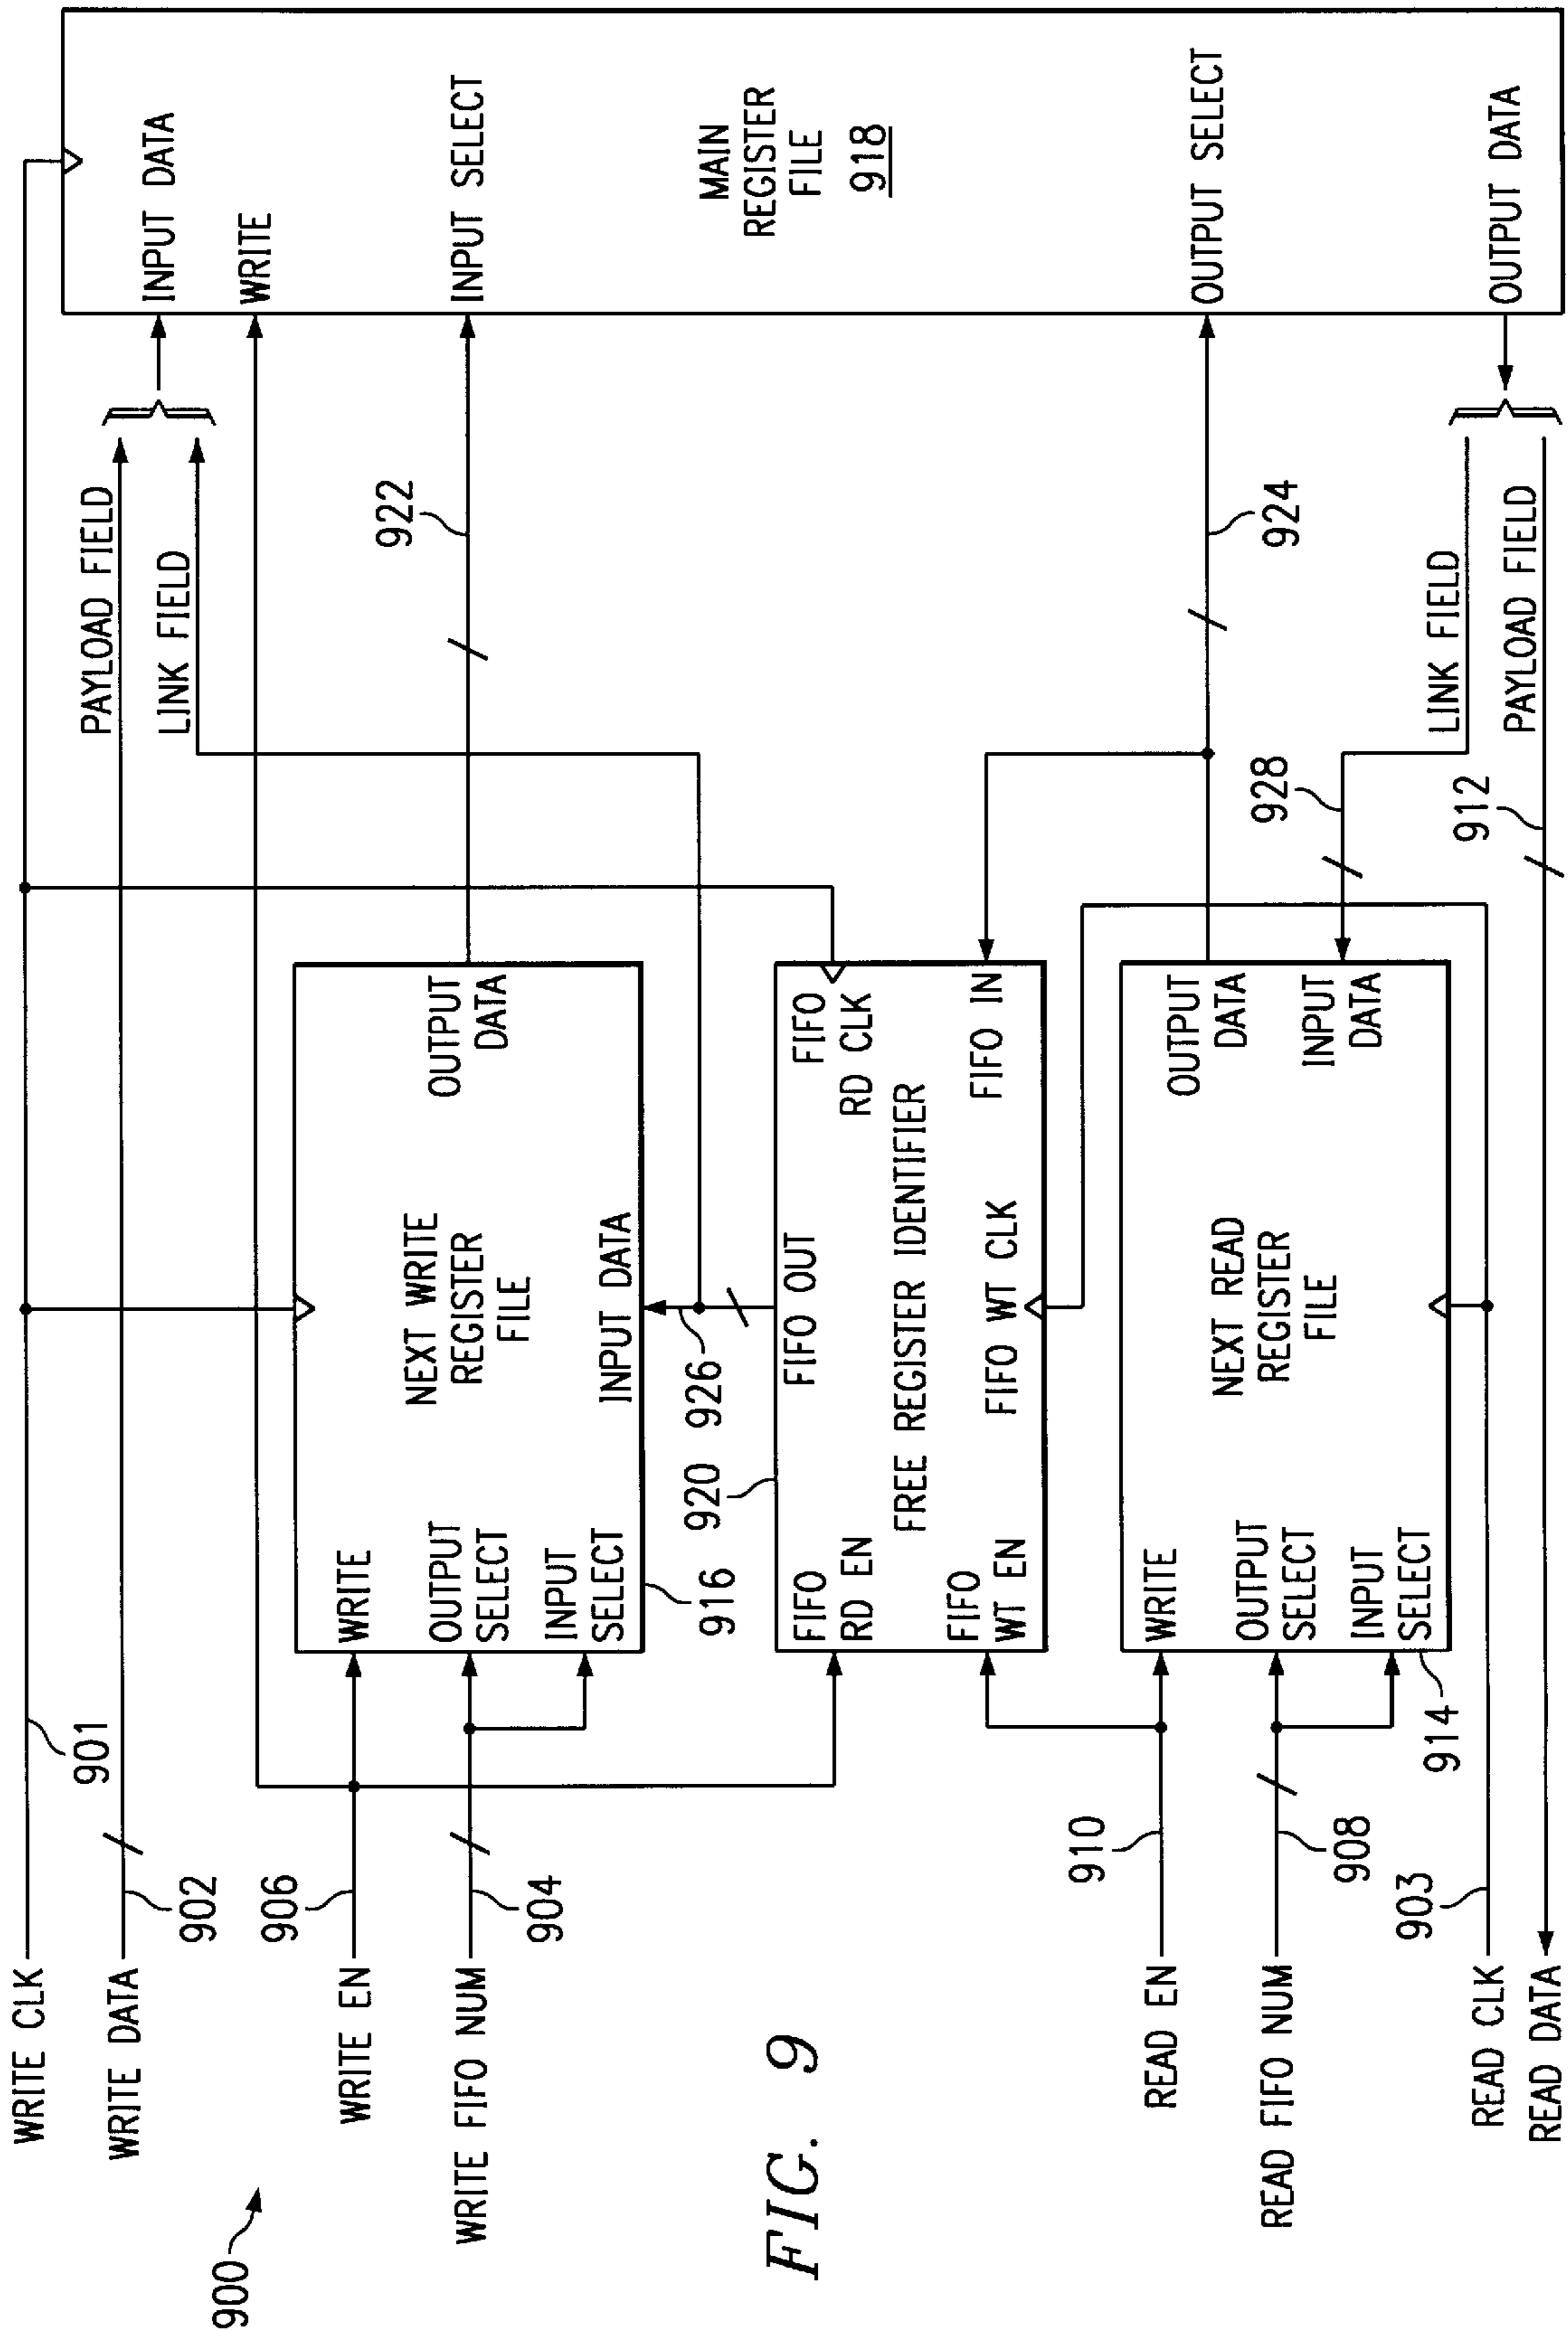 900
WRITE CLK
901
WRITE DATA
902
WRITE EN
906
WRITE FIFO NUM
904
WRITE
OUTPUT
SELECT
INPUT
SELECT
916
NEXT WRITE
REGISTER
FILE
INPUT DATA
OUTPUT
DATA
926
920
FIFO
RD EN
FIFO
WT EN
FIFO OUT
FREE REGISTER IDENTIFIER
FIFO WT CLK
FIFO
RD CLK
FIFO IN
READ EN
910
READ FIFO NUM
908
WRITE
OUTPUT
SELECT
INPUT
SELECT
914
NEXT READ
REGISTER
FILE
OUTPUT
DATA
INPUT
DATA
READ CLK
903
READ DATA
912
928
PAYLOAD FIELD
LINK FIELD
922
924
LINK FIELD
PAYLOAD FIELD
INPUT DATA
WRITE
INPUT SELECT
MAIN
REGISTER
FILE
918
OUTPUT SELECT
OUTPUT DATA
FIG. 9